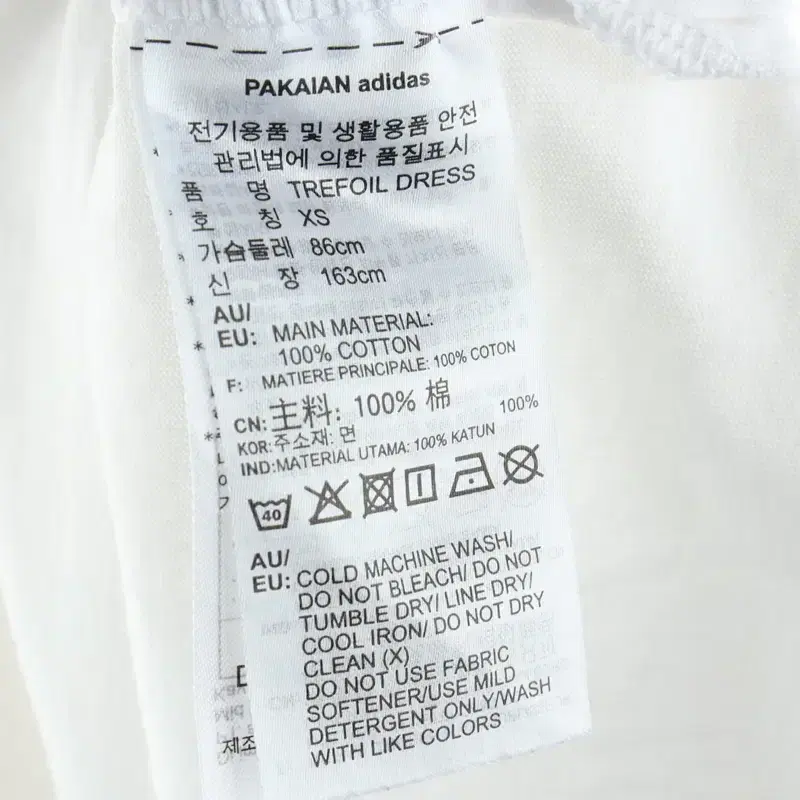 PAKAIAN adidas
전기용품 및 생활용품 안전
관리법에 의한 품질표시
품 명 TREFOIL DRESS
호 칭 XS
가슴둘레 86cm
신 장 163cm
AU/
EU: MAIN MATERIAL:
100% COTTON
F: MATIERE PRINCIPALE: 100% COTON
CN: 主料: 100% 棉
KOR: 주소재: 면 100%
IND: MATERIAL UTAMA: 100% KATUN
40
AU/
EU: COLD MACHINE WASH/
DO NOT BLEACH/ DO NOT
TUMBLE DRY/ LINE DRY/
COOL IRON/ DO NOT DRY
CLEAN (X)
DO NOT USE FABRIC
SOFTENER/USE MILD
DETERGENT ONLY/WASH
WITH LIKE COLORS
제조